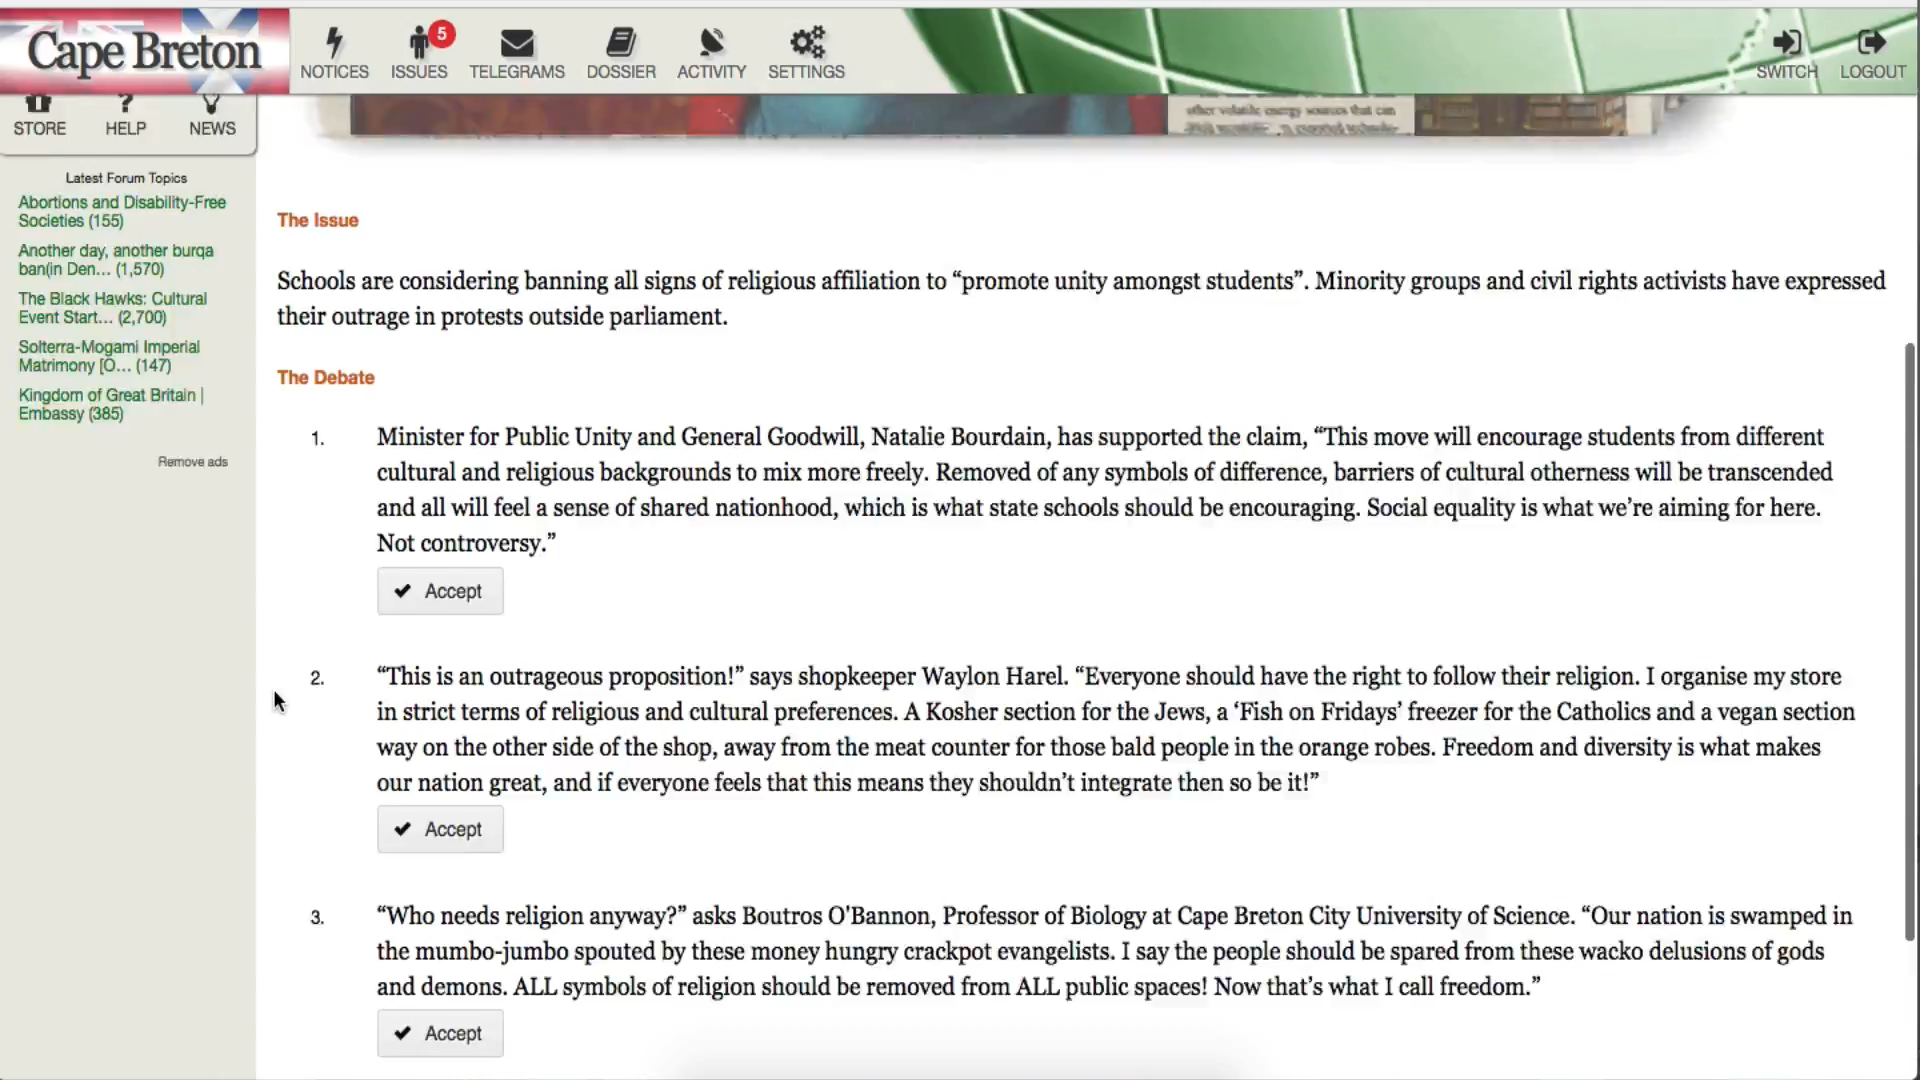 Cape Breton
NOTICES
5
ISSUES
TELEGRAMS
DOSSIER
ACTIVITY
SETTINGS
SWITCH
LOGOUT
STORE
HELP
NEWS
other volatile energy sources that can
Latest Forum Topics
Abortions and Disability-Free
Societies (155)
Another day, another burqa
ban(in Den... (1,570)
The Black Hawks: Cultural
Event Start... (2,700)
Solterra-Mogami Imperial
Matrimony [O... (147)
Kingdom of Great Britain |
Embassy (385)
Remove ads
The Issue
Schools are considering banning all signs of religious affiliation to “promote unity amongst students”. Minority groups and civil rights activists have expressed
their outrage in protests outside parliament.
The Debate
1. Minister for Public Unity and General Goodwill, Natalie Bourdain, has supported the claim, “This move will encourage students from different
cultural and religious backgrounds to mix more freely. Removed of any symbols of difference, barriers of cultural otherness will be transcended
and all will feel a sense of shared nationhood, which is what state schools should be encouraging. Social equality is what we’re aiming for here.
Not controversy.”
Accept
2. “This is an outrageous proposition!” says shopkeeper Waylon Harel. “Everyone should have the right to follow their religion. I organise my store
in strict terms of religious and cultural preferences. A Kosher section for the Jews, a ‘Fish on Fridays’ freezer for the Catholics and a vegan section
way on the other side of the shop, away from the meat counter for those bald people in the orange robes. Freedom and diversity is what makes
our nation great, and if everyone feels that this means they shouldn’t integrate then so be it!”
Accept
3. “Who needs religion anyway?” asks Boutros O'Bannon, Professor of Biology at Cape Breton City University of Science. “Our nation is swamped in
the mumbo-jumbo spouted by these money hungry crackpot evangelists. I say the people should be spared from these wacko delusions of gods
and demons. ALL symbols of religion should be removed from ALL public spaces! Now that’s what I call freedom.”
Accept